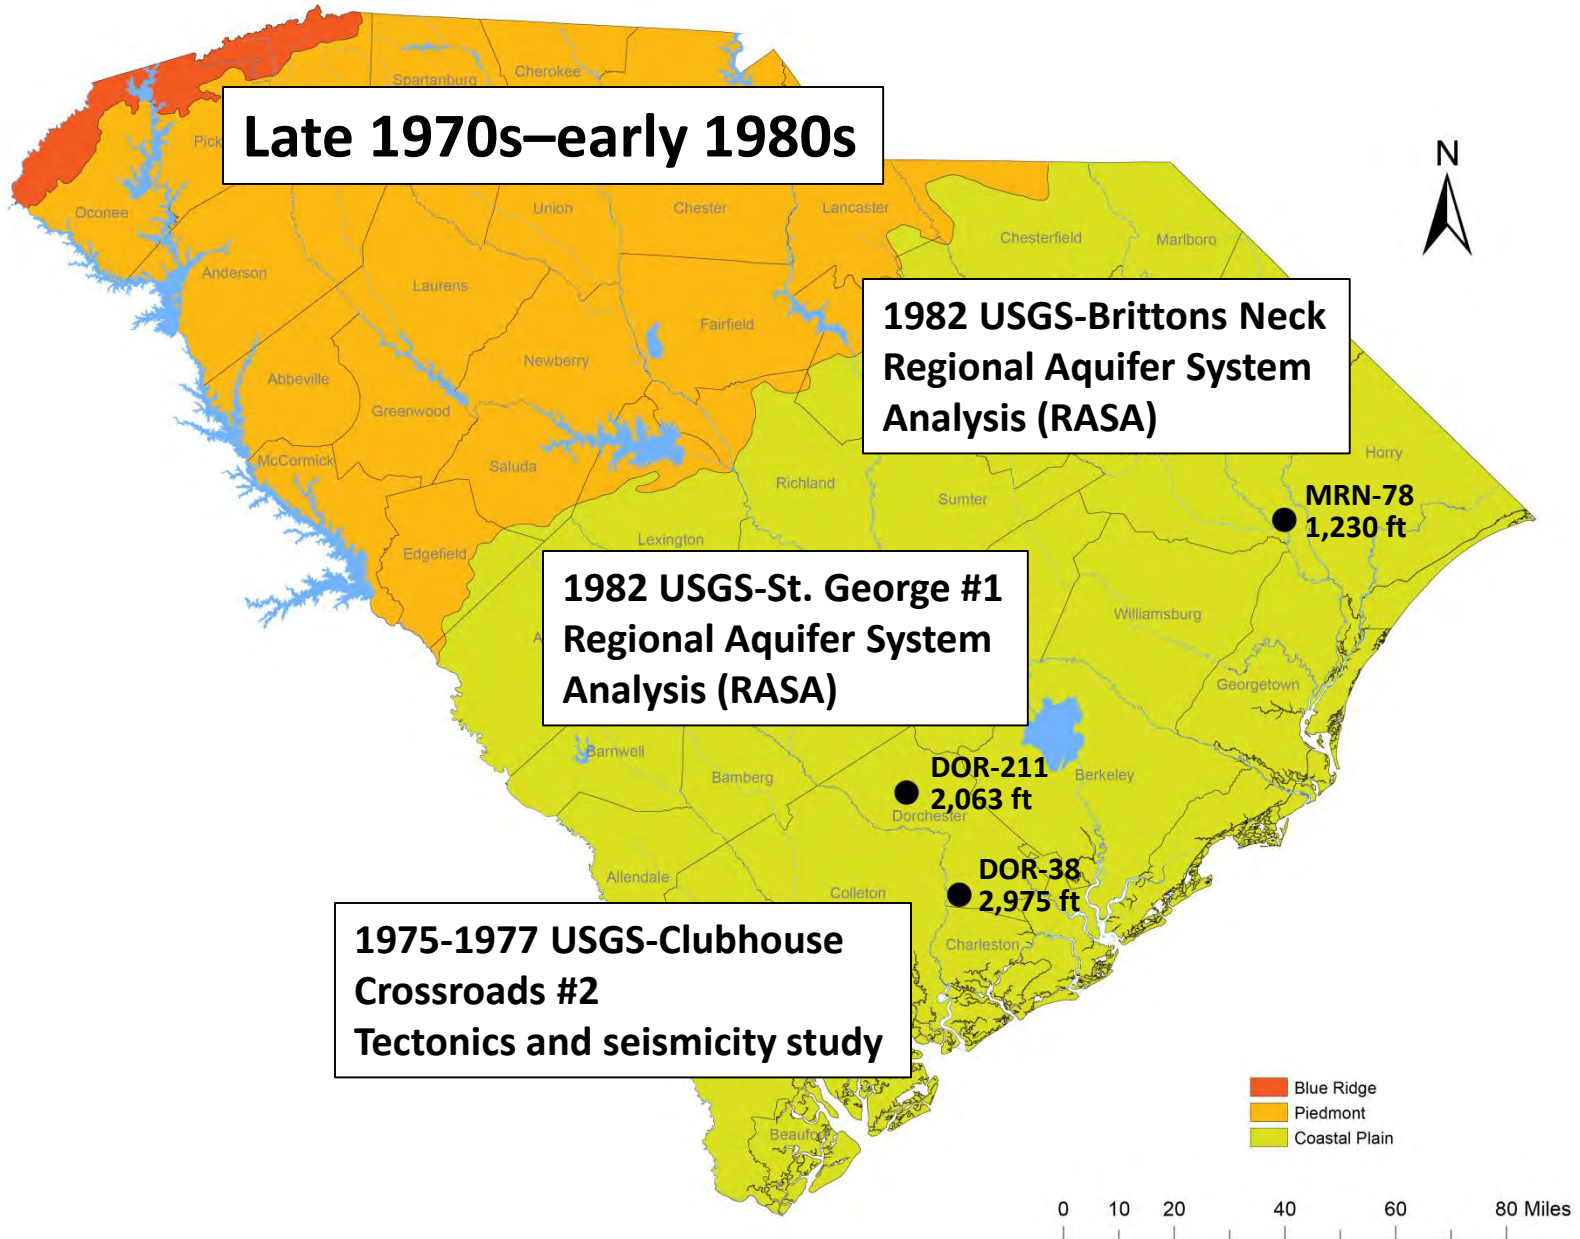 Spartanburg
Cherokee
Late 1970s–early 1980s
Pick
N
Oconee
Union
Chester
Lancaster
Chesterfield
Marlboro
Anderson
Laurens
1982 USGS-Brittons Neck
Regional Aquifer System
Analysis (RASA)
Fairfield
Newberry
Abbeville
Greenwood
McCormick
Saluda
Richland
Sumter
Horry
MRN-78
1,230 ft
Edgefield
Lexington
1982 USGS-St. George #1
Regional Aquifer System
Analysis (RASA)
A
Williamsburg
Georgetown
Barnwell
Bamberg
DOR-211
2,063 ft
Berkeley
Dorchester
Allendale
Colleton
DOR-38
2,975 ft
Charleston
1975-1977 USGS-Clubhouse
Crossroads #2
Tectonics and seismicity study
Beaufort
Blue Ridge
Piedmont
Coastal Plain
0 10 20 40 60 80 Miles